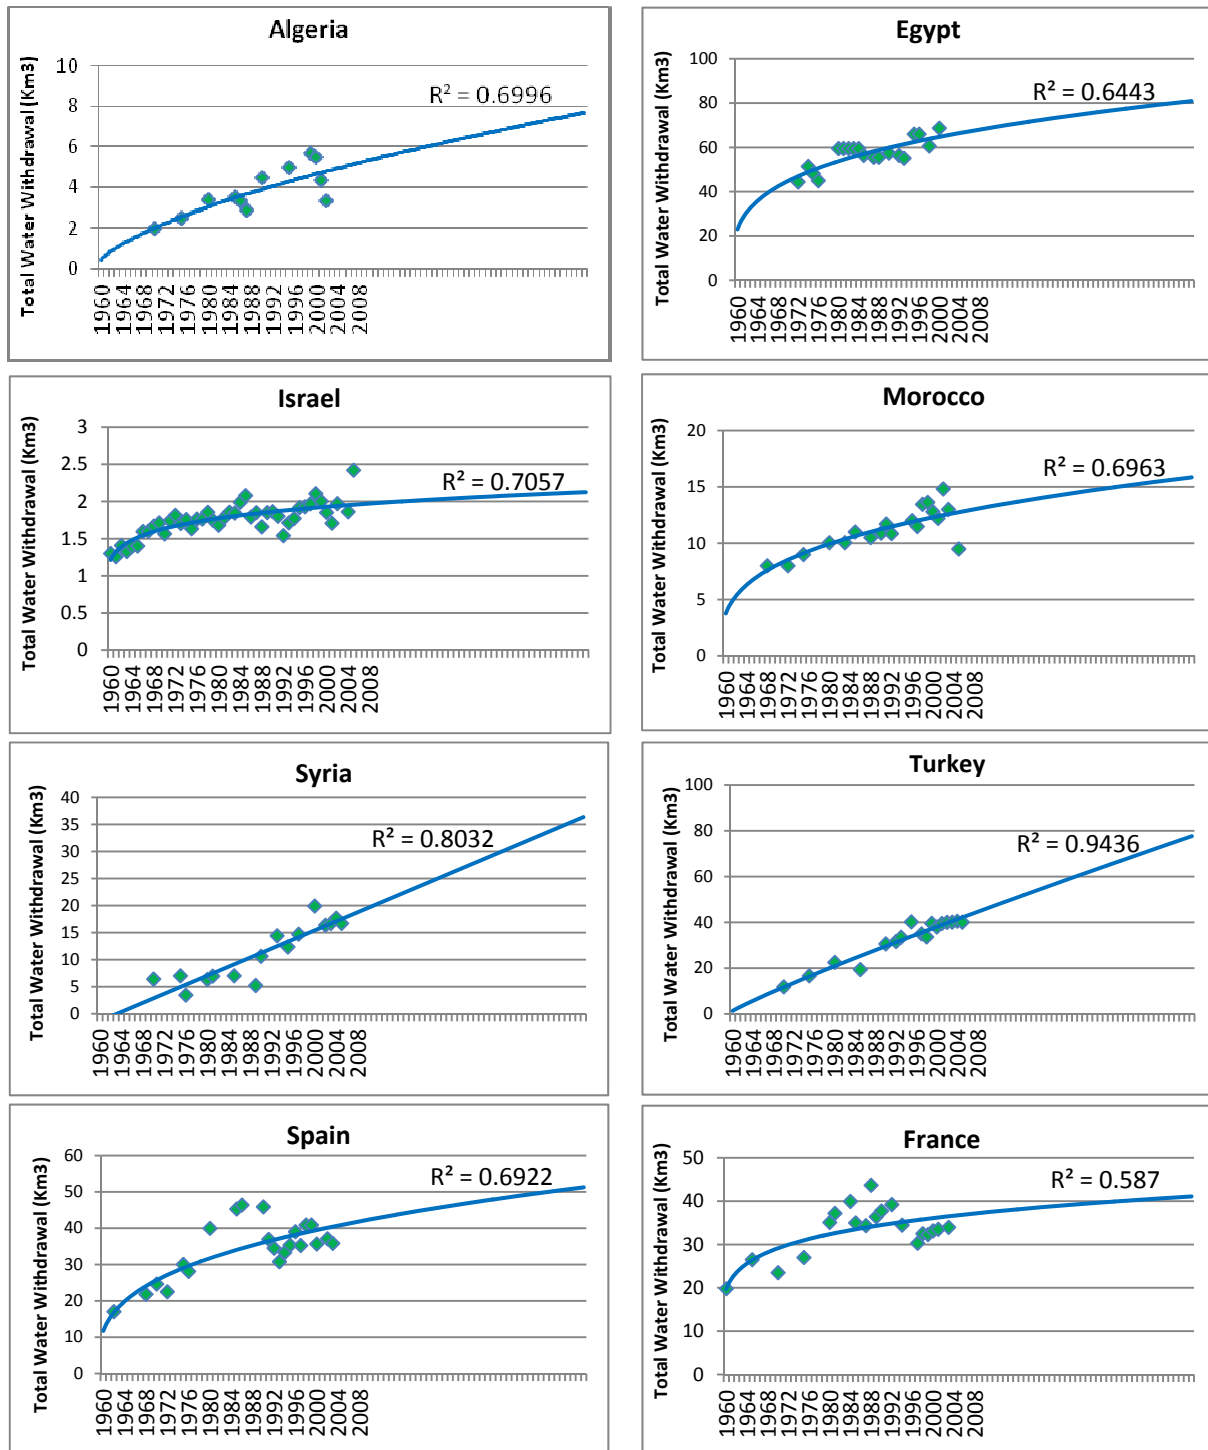 Algeria
Total Water Withdrawal (Km3)
10
8
6
4
2
0
R² = 0.6996
1960 1964 1968 1972 1976 1980 1984 1988 1992 1996 2000 2004 2008
Egypt
Total Water Withdrawal (Km3)
100
80
60
40
20
0
R² = 0.6443
1960 1964 1968 1972 1976 1980 1984 1988 1992 1996 2000 2004 2008
Israel
Total Water Withdrawal (Km3)
3
2.5
2
1.5
1
0.5
0
R² = 0.7057
1960 1964 1968 1972 1976 1980 1984 1988 1992 1996 2000 2004 2008
Morocco
Total Water Withdrawal (Km3)
20
15
10
5
0
R² = 0.6963
1960 1964 1968 1972 1976 1980 1984 1988 1992 1996 2000 2004 2008
Syria
Total Water Withdrawal (Km3)
40
35
30
25
20
15
10
5
0
R² = 0.8032
1960 1964 1968 1972 1976 1980 1984 1988 1992 1996 2000 2004 2008
Turkey
Total Water Withdrawal (Km3)
100
80
60
40
20
0
R² = 0.9436
1960 1964 1968 1972 1976 1980 1984 1988 1992 1996 2000 2004 2008
Spain
Total Water Withdrawal (Km3)
60
50
40
30
20
10
0
R² = 0.6922
1960 1964 1968 1972 1976 1980 1984 1988 1992 1996 2000 2004 2008
France
Total Water Withdrawal (Km3)
50
40
30
20
10
0
R² = 0.587
1960 1964 1968 1972 1976 1980 1984 1988 1992 1996 2000 2004 2008